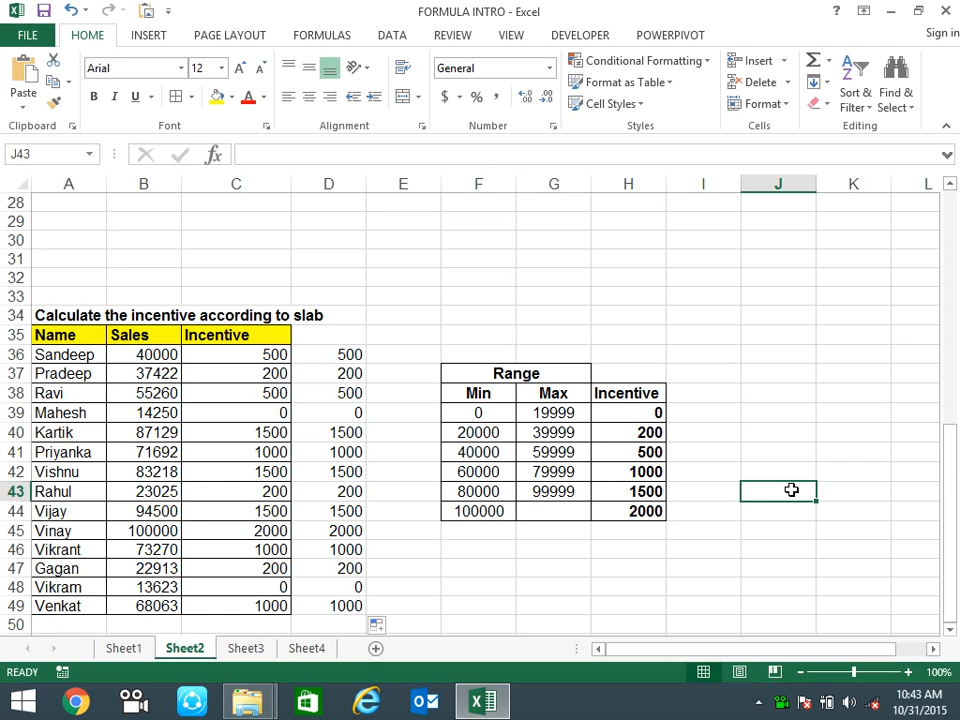 FORMULA INTRO - Excel
Sign in
FILE HOME INSERT PAGE LAYOUT FORMULAS DATA REVIEW VIEW DEVELOPER POWERPIVOT
Paste
Arial 12
B I U
General
$ % ,
Conditional Formatting
Format as Table
Cell Styles
Insert
Delete
Format
Sort & Filter
Find & Select
Clipboard Font Alignment Number Styles Cells Editing
J43 fx
A B C D E F G H I J K L
28
29
30
31
32
33
34 Calculate the incentive according to slab
35 Name Sales Incentive
36 Sandeep 40000 500 500
37 Pradeep 37422 200 200 Range
38 Ravi 55260 500 500 Min Max Incentive
39 Mahesh 14250 0 0 0 19999 0
40 Kartik 87129 1500 1500 20000 39999 200
41 Priyanka 71692 1000 1000 40000 59999 500
42 Vishnu 83218 1500 1500 60000 79999 1000
43 Rahul 23025 200 200 80000 99999 1500
44 Vijay 94500 1500 1500 100000 2000
45 Vinay 100000 2000 2000
46 Vikrant 73270 1000 1000
47 Gagan 22913 200 200
48 Vikram 13623 0 0
49 Venkat 68063 1000 1000
50
Sheet1 Sheet2 Sheet3 Sheet4
READY 100%
10:43 AM
10/31/2015